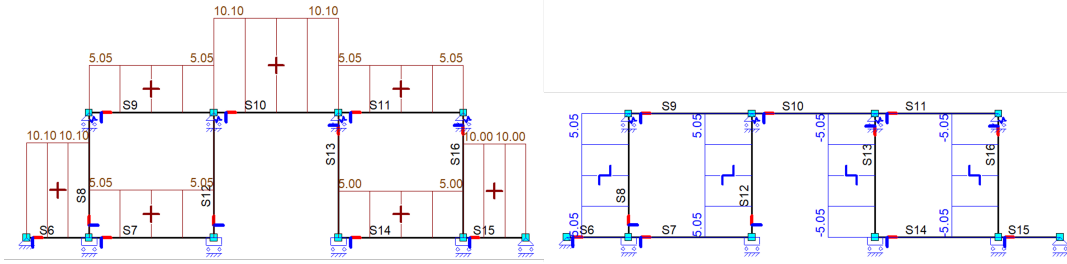 10.10 10.10
5.05 5.05 5.05 5.05
S9 S10 S11
10.10 10.10 S8 5.05 5.05 S12 S13 5.00 5.00 S16 10.00 10.00
S6 S7 S14 S15
S9 S10 S11
5.05 5.05 -5.05 -5.05
S8 S12 S13 S16
5.05 5.05 -5.05 -5.05
S6 S7 S14 S15